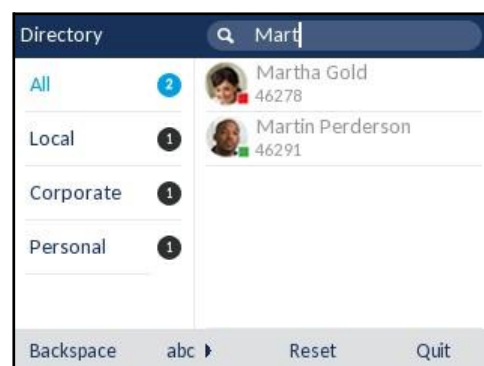 Directory
Mart
All 2
Local 1
Corporate 1
Personal 1
Martha Gold
46278
Martin Perderson
46291
Backspace abc Reset Quit